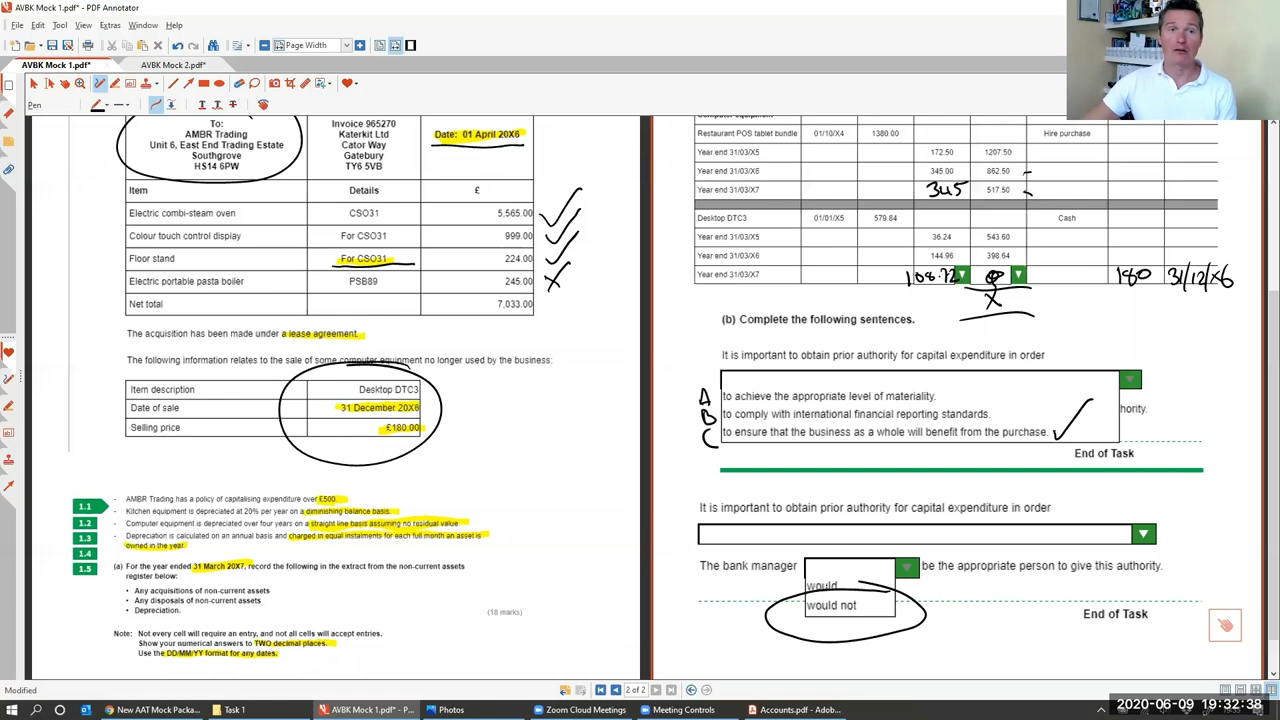 AVBK Mock 1.pdf* - PDF Annotator
File Edit Tool View Extras Window Help
Page Width
AVBK Mock 1.pdf* AVBK Mock 2.pdf*
Pen
To:
AMBR Trading
Unit 6, East End Trading Estate
Southgrove
HS14 6PW
Invoice 965270
Katerkit Ltd
Cator Way
Gatebury
TY6 5VB
Date: 01 April 20X6
Item Details £
Electric combi-steam oven CSO31 5,565.00
Colour touch control display For CSO31 999.00
Floor stand For CSO31 224.00
Electric portable pasta boiler PSB89 245.00
Net total 7,033.00
The acquisition has been made under a lease agreement.
The following information relates to the sale of some computer equipment no longer used by the business:
Item description Desktop DTC3
Date of sale 31 December 20X6
Selling price £180.00
1.1
1.2
1.3
1.4
1.5
- AMBR Trading has a policy of capitalising expenditure over £500.
- Kitchen equipment is depreciated at 20% per year on a diminishing balance basis.
- Computer equipment is depreciated over four years on a straight line basis assuming no residual value
- Depreciation is calculated on an annual basis and charged in equal instalments for each full month an asset is
owned in the year.
(a) For the year ended 31 March 20X7, record the following in the extract from the non-current assets
register below:
• Any acquisitions of non-current assets
• Any disposals of non-current assets
• Depreciation.
(18 marks)
Note: Not every cell will require an entry, and not all cells will accept entries.
Show your numerical answers to TWO decimal places.
Use the DD/MM/YY format for any dates.
Computer equipment
Restaurant POS tablet bundle 01/10/X4 1380.00 Hire purchase
Year end 31/03/X5 172.50 1207.50
Year end 31/03/X6 345.00 862.50
Year end 31/03/X7 345 517.50
Desktop DTC3 01/01/X5 579.84 Cash
Year end 31/03/X5 36.24 543.60
Year end 31/03/X6 144.96 398.64
Year end 31/03/X7 108.72 0 180 31/12/X6
X
(b) Complete the following sentences.
It is important to obtain prior authority for capital expenditure in order
A to achieve the appropriate level of materiality.
B to comply with international financial reporting standards.
thority.
C to ensure that the business as a whole will benefit from the purchase.
End of Task
It is important to obtain prior authority for capital expenditure in order
The bank manager be the appropriate person to give this authority.
would
would not
End of Task
Modified
2 of 2
New AAT Mock Packa... Task 1 AVBK Mock 1.pdf* - P... Photos Zoom Cloud Meetings Meeting Controls Accounts.pdf - Adob...
2020-06-09 19:32:38